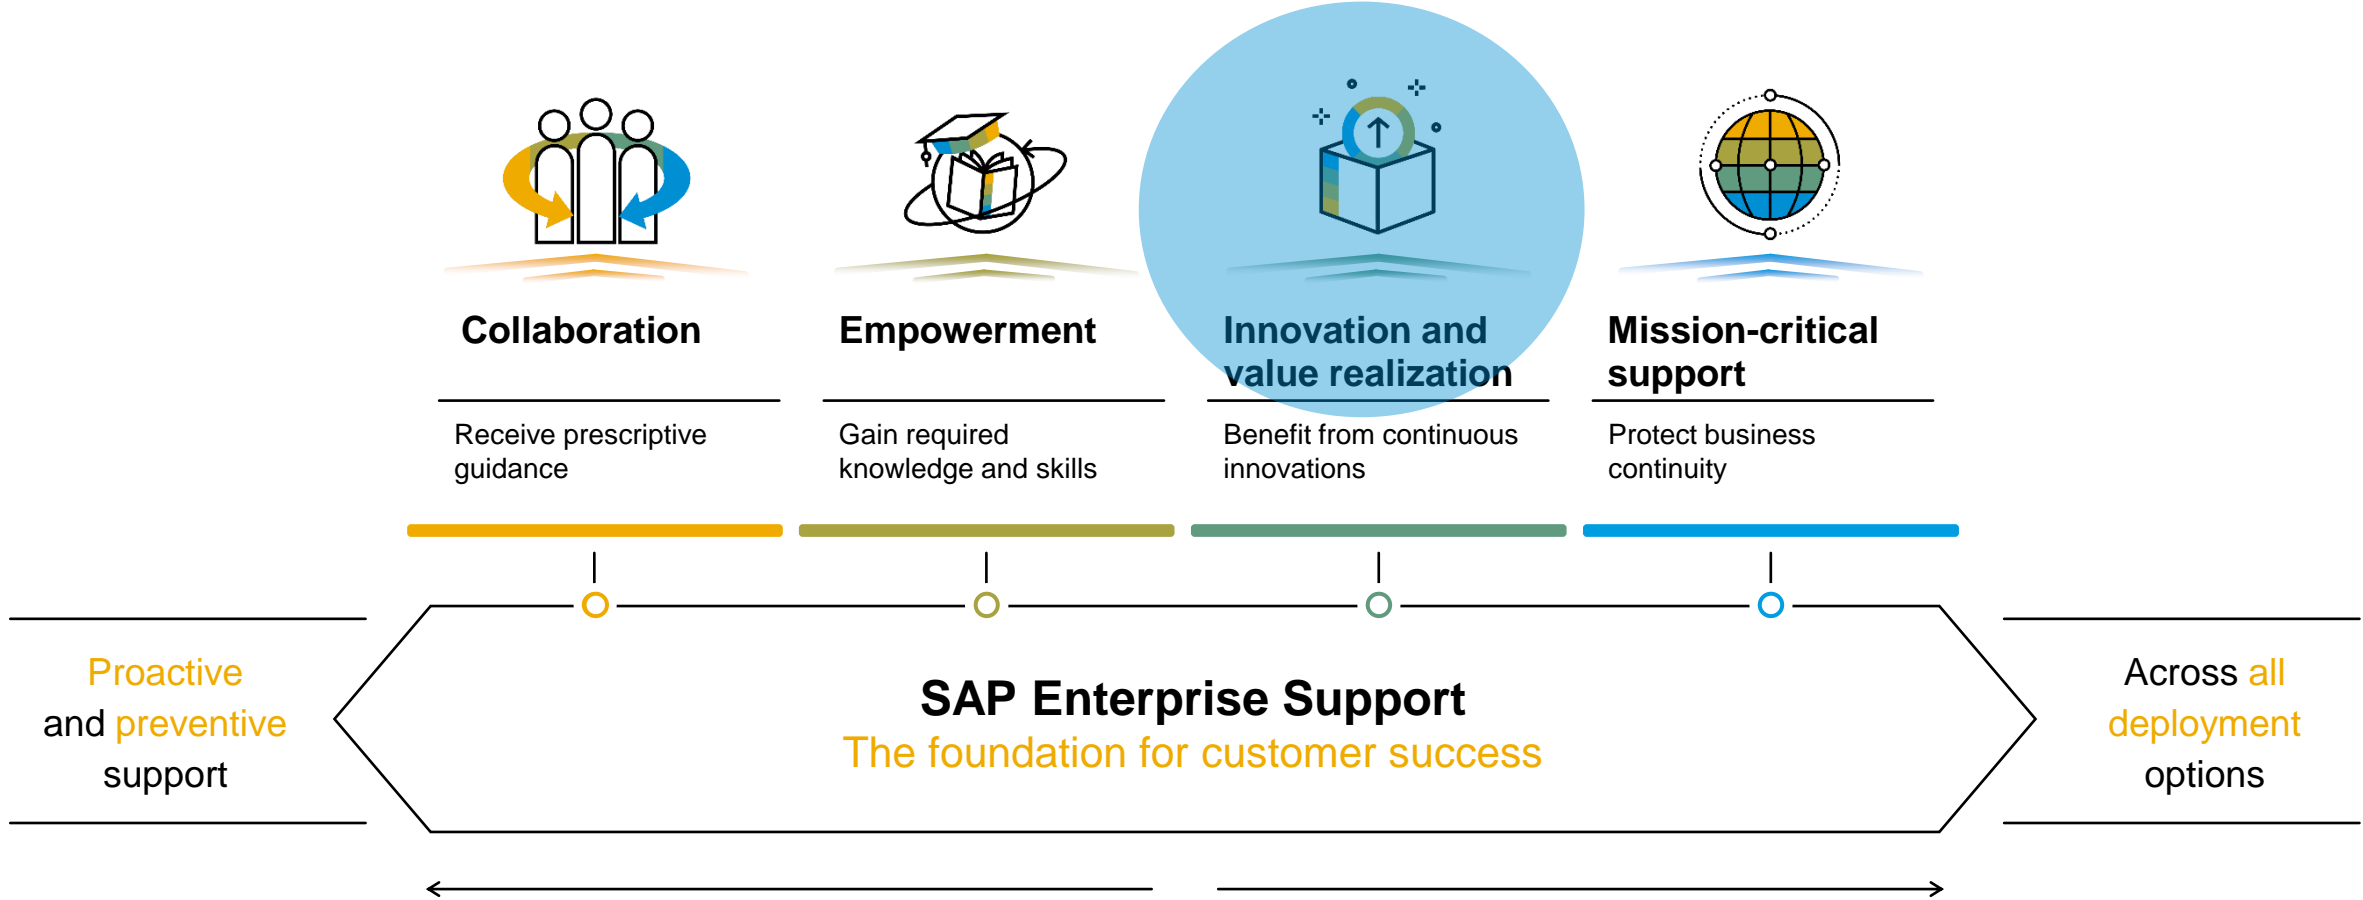 Collaboration
Receive prescriptive
guidance
Empowerment
Gain required
knowledge and skills
Innovation and
value realization
Benefit from continuous
innovations
Mission-critical
support
Protect business
continuity
Proactive
and preventive
support
SAP Enterprise Support
The foundation for customer success
Across all
deployment
options